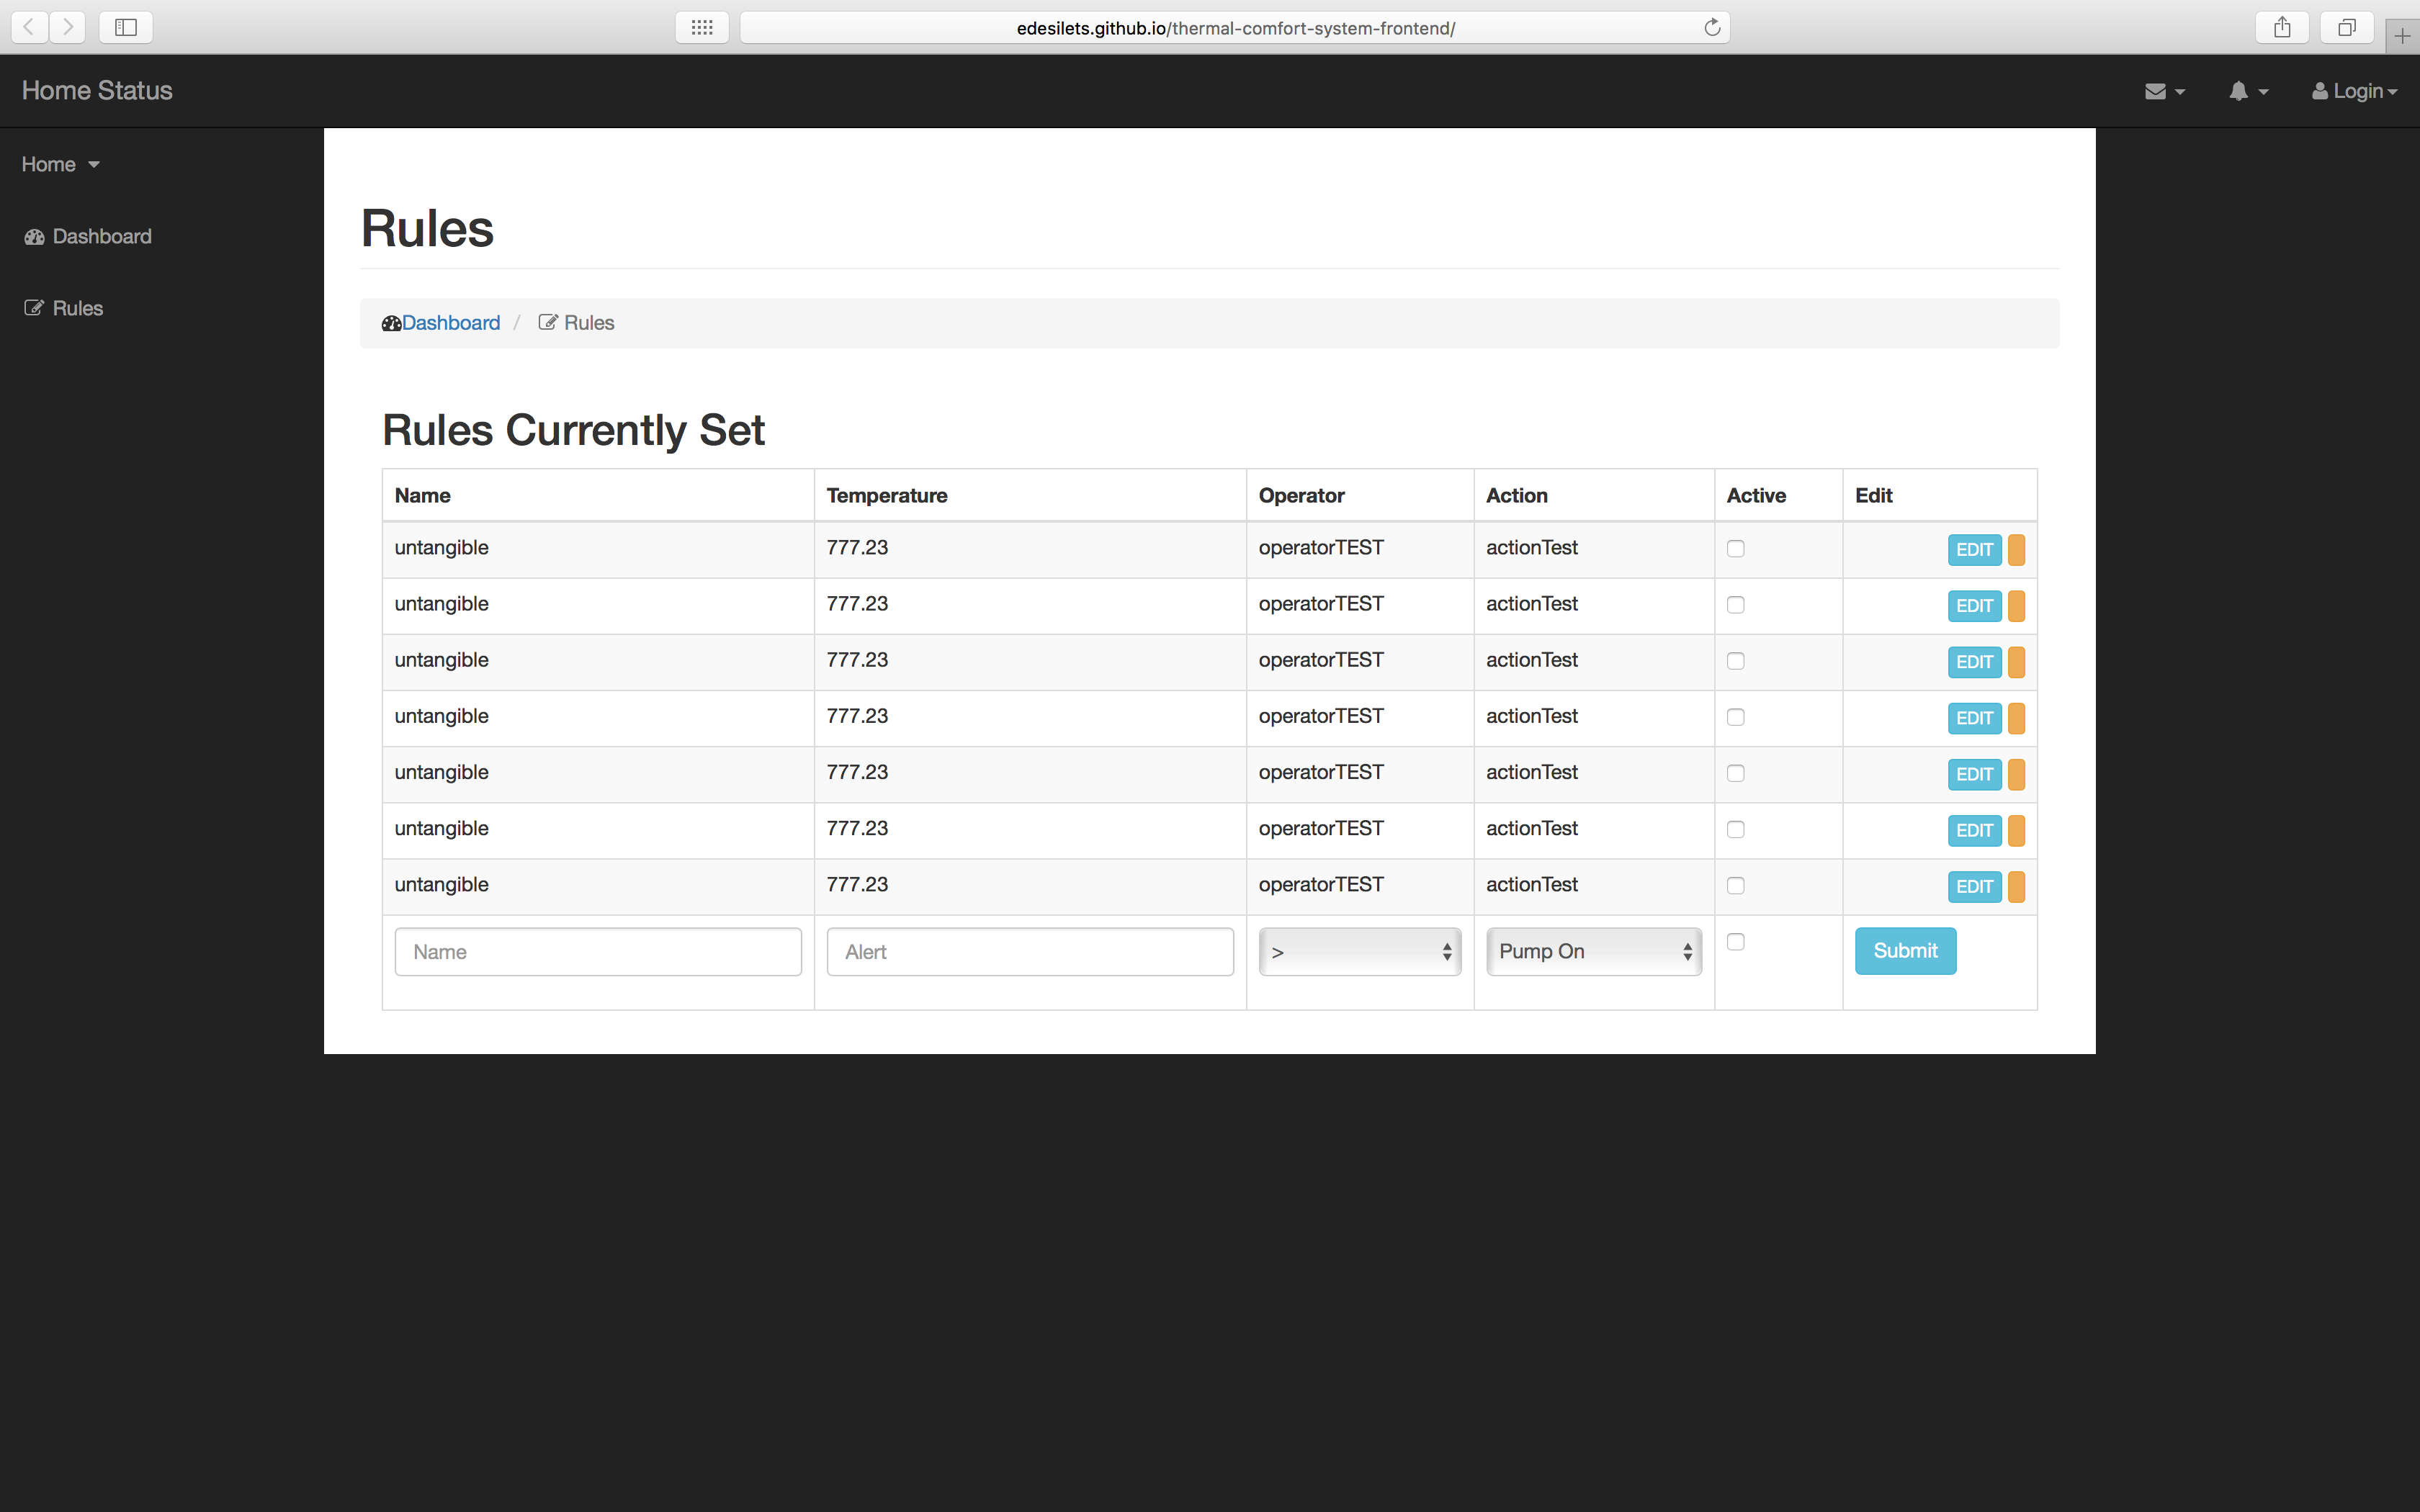 edesilets.github.io/thermal-comfort-system-frontend/
Home Status
Login
Home
Dashboard
Rules
Rules
Dashboard / Rules
Rules Currently Set
Name Temperature Operator Action Active Edit
untangible 777.23 operatorTEST actionTest EDIT
untangible 777.23 operatorTEST actionTest EDIT
untangible 777.23 operatorTEST actionTest EDIT
untangible 777.23 operatorTEST actionTest EDIT
untangible 777.23 operatorTEST actionTest EDIT
untangible 777.23 operatorTEST actionTest EDIT
untangible 777.23 operatorTEST actionTest EDIT
Name Alert > Pump On Submit